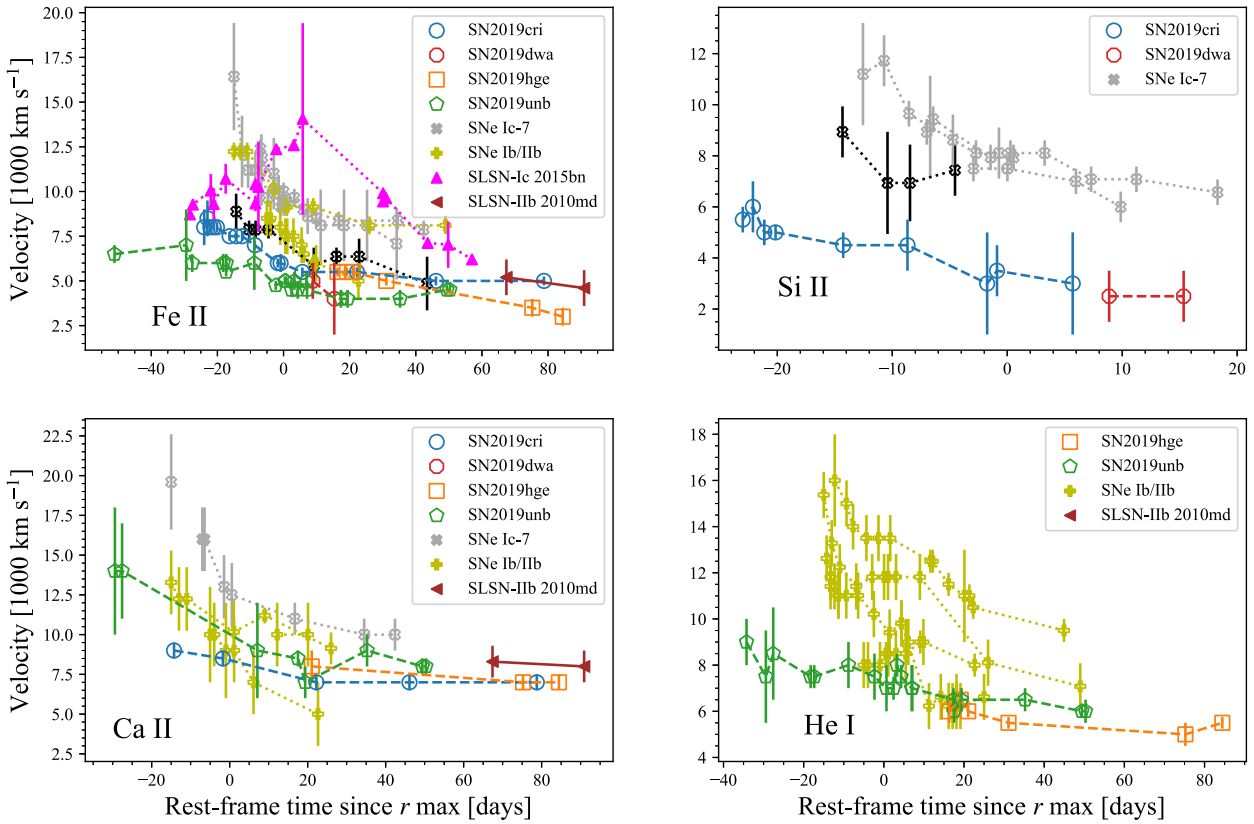 20.0
17.5
15.0
12.5
10.0
7.5
5.0
2.5
Velocity [1000 km s⁻¹]
SN2019cri
SN2019dwa
SN2019hge
SN2019unb
SNe Ic-7
SNe Ib/IIb
SLSN-Ic 2015bn
SLSN-IIb 2010md
Fe II
−40 −20 0 20 40 60 80
12
10
8
6
4
2
SN2019cri
SN2019dwa
SNe Ic-7
Si II
−20 −10 0 10 20
22.5
20.0
17.5
15.0
12.5
10.0
7.5
5.0
2.5
Velocity [1000 km s⁻¹]
SN2019cri
SN2019dwa
SN2019hge
SN2019unb
SNe Ic-7
SNe Ib/IIb
SLSN-IIb 2010md
Ca II
−20 0 20 40 60 80
Rest-frame time since r max [days]
18
16
14
12
10
8
6
4
SN2019hge
SN2019unb
SNe Ib/IIb
SLSN-IIb 2010md
He I
−40 −20 0 20 40 60 80
Rest-frame time since r max [days]